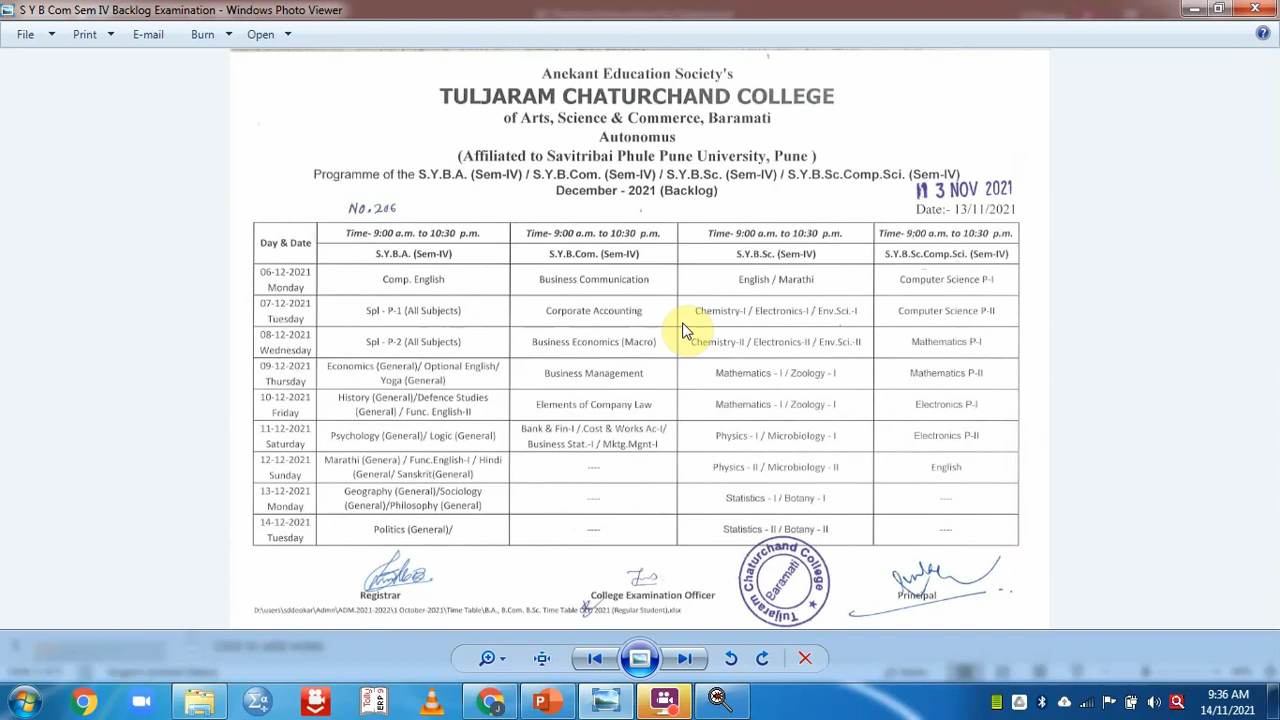 S Y B Com Sem IV Backlog Examination - Windows Photo Viewer
File Print E-mail Burn Open
Anekant Education Society's
TULJARAM CHATURCHAND COLLEGE
of Arts, Science & Commerce, Baramati
Autonomus
(Affiliated to Savitribai Phule Pune University, Pune )
Programme of the S.Y.B.A. (Sem-IV) / S.Y.B.Com. (Sem-IV) / S.Y.B.Sc. (Sem-IV) / S.Y.B.Sc.Comp.Sci. (Sem-IV)
December - 2021 (Backlog)
13 NOV 2021
No.206
Date:- 13/11/2021
Day & Date
Time- 9:00 a.m. to 10:30 p.m. Time- 9:00 a.m. to 10:30 p.m. Time- 9:00 a.m. to 10:30 p.m. Time- 9:00 a.m. to 10:30 p.m.
S.Y.B.A. (Sem-IV) S.Y.B.Com. (Sem-IV) S.Y.B.Sc. (Sem-IV) S.Y.B.Sc.Comp.Sci. (Sem-IV)
06-12-2021
Monday
Comp. English Business Communication English / Marathi Computer Science P-I
07-12-2021
Tuesday
Spl - P-1 (All Subjects) Corporate Accounting Chemistry-I / Electronics-I / Env.Sci.-I Computer Science P-II
08-12-2021
Wednesday
Spl - P-2 (All Subjects) Business Economics (Macro) Chemistry-II / Electronics-II / Env.Sci.-II Mathematics P-I
09-12-2021
Thursday
Economics (General)/ Optional English/
Yoga (General)
Business Management Mathematics - I / Zoology - I Mathematics P-II
10-12-2021
Friday
History (General)/Defence Studies
(General) / Func. English-II
Elements of Company Law Mathematics - I / Zoology - I Electronics P-I
11-12-2021
Saturday
Psychology (General)/ Logic (General)
Bank & Fin-I /.Cost & Works Ac-I/
Business Stat.-I / Mktg.Mgnt-I
Physics - I / Microbiology - I Electronics P-II
12-12-2021
Sunday
Marathi (Genera) / Func.English-I / Hindi
(General/ Sanskrit(General)
---- Physics - II / Microbiology - II English
13-12-2021
Monday
Geography (General)/Sociology
(General)/Philosophy (General)
---- Statistics - I / Botany - I ----
14-12-2021
Tuesday
Politics (General)/ ---- Statistics - II / Botany - II ----
Tuljaram Chaturchand College
Baramati
Registrar College Examination Officer Principal
9:36 AM
14/11/2021